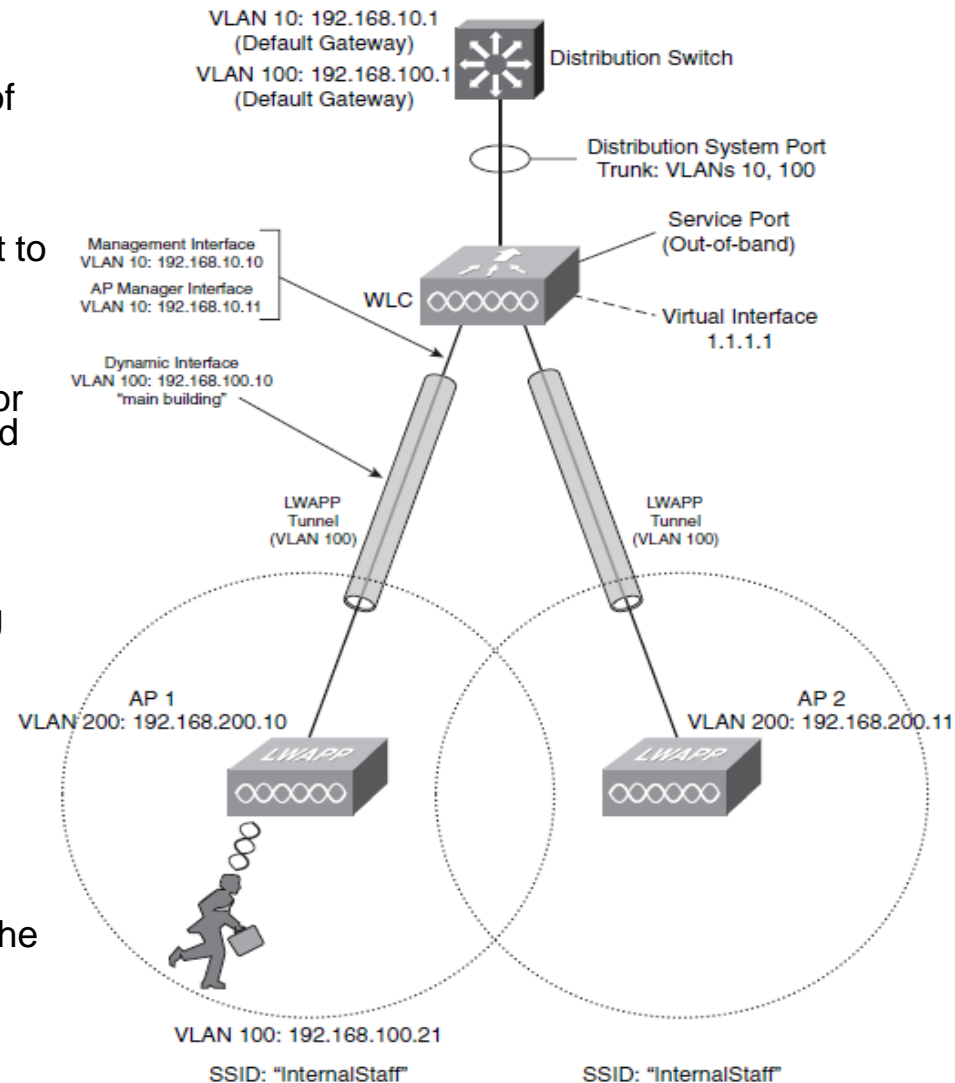 VLAN 10: 192.168.10.1
(Default Gateway)
VLAN 100: 192.168.100.1
(Default Gateway)
Distribution Switch
of
Distribution System Port
Trunk: VLANs 10, 100
Service Port
(Out-of-band)
t to
Management Interface
VLAN 10: 192.168.10.10
AP Manager Interface
VLAN 10: 192.168.10.11
WLC
Virtual Interface
1.1.1.1
Dynamic Interface
VLAN 100: 192.168.100.10
"main building"
or
d
LWAPP
Tunnel
(VLAN 100)
LWAPP
Tunnel
(VLAN 100)
AP 1
VLAN 200: 192.168.200.10
AP 2
VLAN 200: 192.168.200.11
LWAPP
LWAPP
he
VLAN 100: 192.168.100.21
SSID: "InternalStaff"
SSID: "InternalStaff"